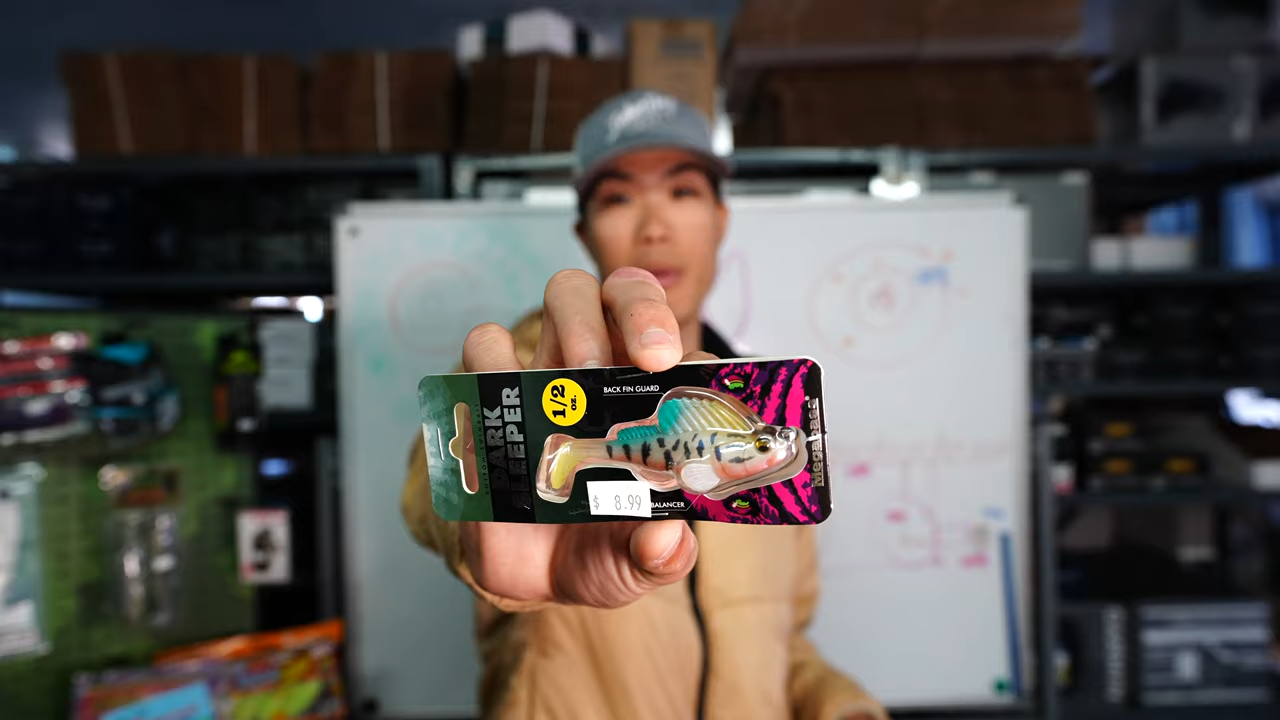 DARK
SLEEPER
1/2
oz.
BACK FIN GUARD
$ 8.99
BALANCER
Megabass